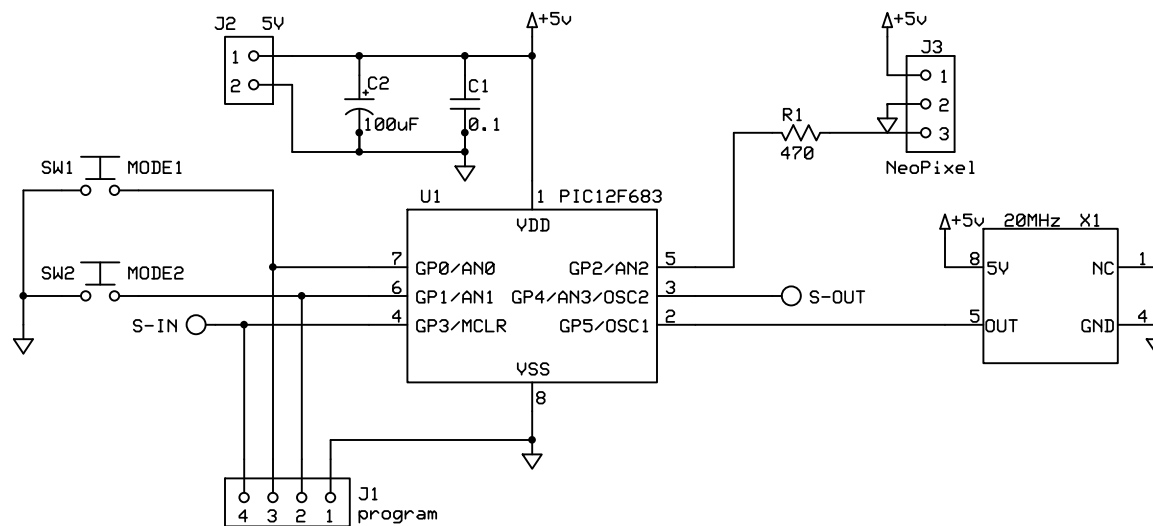 J2 5V
1
2
+5v
C2
+
100uF
C1
0.1
+5v
J3
1
2
3
NeoPixel
R1
470
SW1 MODE1
SW2 MODE2
S-IN
U1 1 PIC12F683
VDD
7 GP0/AN0 GP2/AN2 5
6 GP1/AN1 GP4/AN3/OSC2 3 S-OUT
4 GP3/MCLR GP5/OSC1 2
VSS
8
+5v 20MHz X1
8 5V NC 1
5 OUT GND 4
J1
4 3 2 1 program